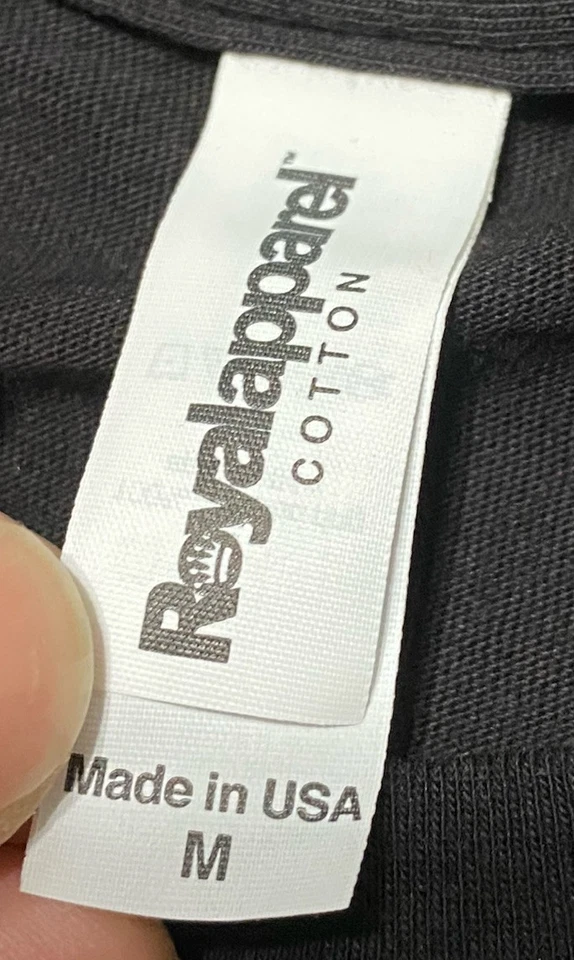 Royalapparel™
COTTON
Made in USA
M